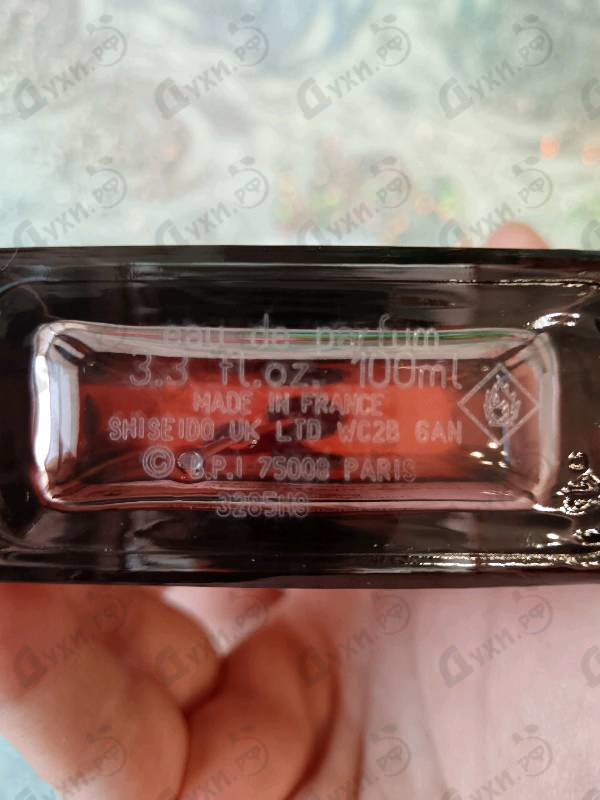 eau de parfum
3.3 fl.oz. 100ml
MADE IN FRANCE
SHISEIDO UK LTD WC2B 6AN
© B.P.I 75008 PARIS
3285H8
Духи.рф